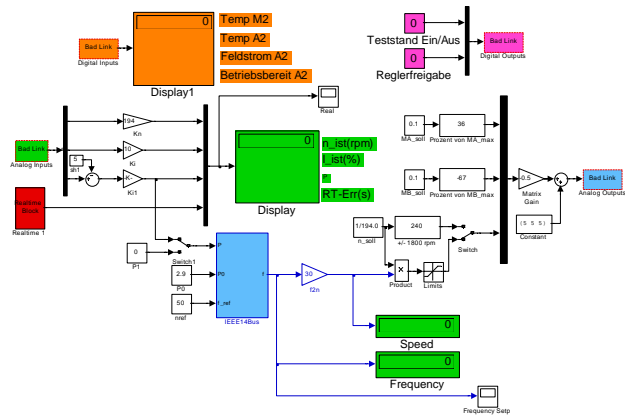 0
Temp M2
Temp A2
Feldstrom A2
Betriebsbereit A2
Bad Link
Digital Inputs
Display1
0
Teststand Ein/Aus
0
Reglerfreigabe
Bad Link
Digital Outputs
Real
194
Kn
Bad Link
Analog Inputs
10
Ki
5
sh1
-K-
Ki1
0
n_ist(rpm)
I_ist(%)
P
RT-Err(s)
Display
Realtime
Block
Realtime 1
0.1
MA_soll
36
Prozent von MA_max
0.1
MB_soll
-67
Prozent von MB_max
-0.5
Matrix
Gain
Bad Link
Analog Outputs
(5 5 5)
Constant
1/194.0
n_soll
240
+/- 1800 rpm
Switch
×
Product
Limits
0
P1
Switch1
2.9
P0
50
nref
P
P0
f_ref
f
IEEE14Bus
30
f2n
0
Speed
0
Frequency
Frequency Setp